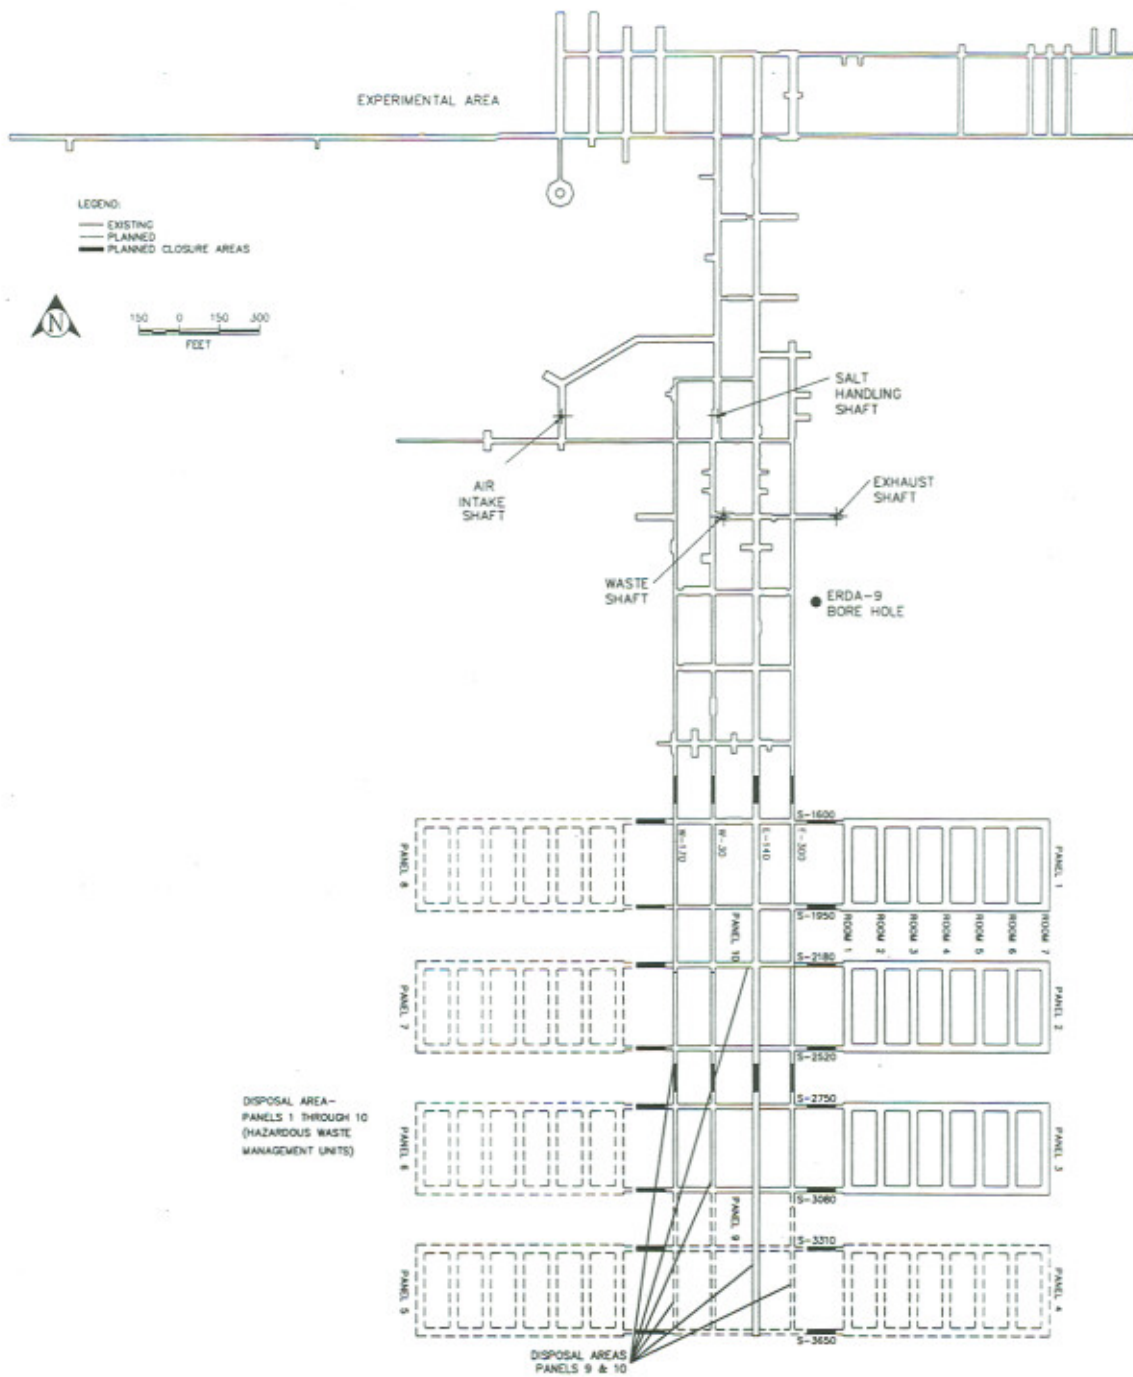 EXPERIMENTAL AREA
LEGEND:
EXISTING
PLANNED
PLANNED CLOSURE AREAS
N
150 0 150 300
FEET
SALT
HANDLING
SHAFT
AIR
INTAKE
SHAFT
EXHAUST
SHAFT
WASTE
SHAFT
ERDA-9
BORE HOLE
S-1600
W-170
W-30
E-140
E-300
PANEL 8
PANEL 1
S-1950
PANEL 10
ROOM 1
ROOM 2
ROOM 3
ROOM 4
ROOM 5
ROOM 6
ROOM 7
S-2180
PANEL 7
PANEL 2
S-2520
S-2750
DISPOSAL AREA-
PANELS 1 THROUGH 10
(HAZARDOUS WASTE
MANAGEMENT UNITS)
PANEL 6
PANEL 3
S-3080
PANEL 9
S-3310
PANEL 5
PANEL 4
S-3650
DISPOSAL AREAS
PANELS 9 & 10